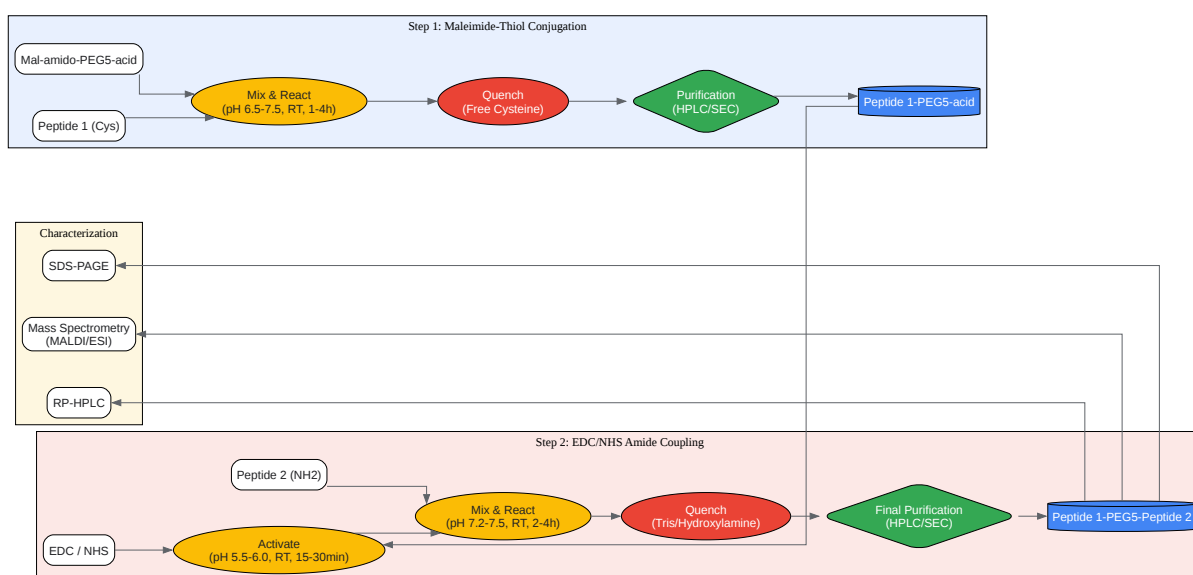 Step 1: Maleimide-Thiol Conjugation
Mal-amido-PEG5-acid
Peptide 1 (Cys)
Mix & React
(pH 6.5-7.5, RT, 1-4h)
Quench
(Free Cysteine)
Purification
(HPLC/SEC)
Peptide 1-PEG5-acid
Characterization
SDS-PAGE
Mass Spectrometry
(MALDI/ESI)
RP-HPLC
Step 2: EDC/NHS Amide Coupling
Peptide 2 (NH2)
EDC / NHS
Activate
(pH 5.5-6.0, RT, 15-30min)
Mix & React
(pH 7.2-7.5, RT, 2-4h)
Quench
(Tris/Hydroxylamine)
Final Purification
(HPLC/SEC)
Peptide 1-PEG5-Peptide 2